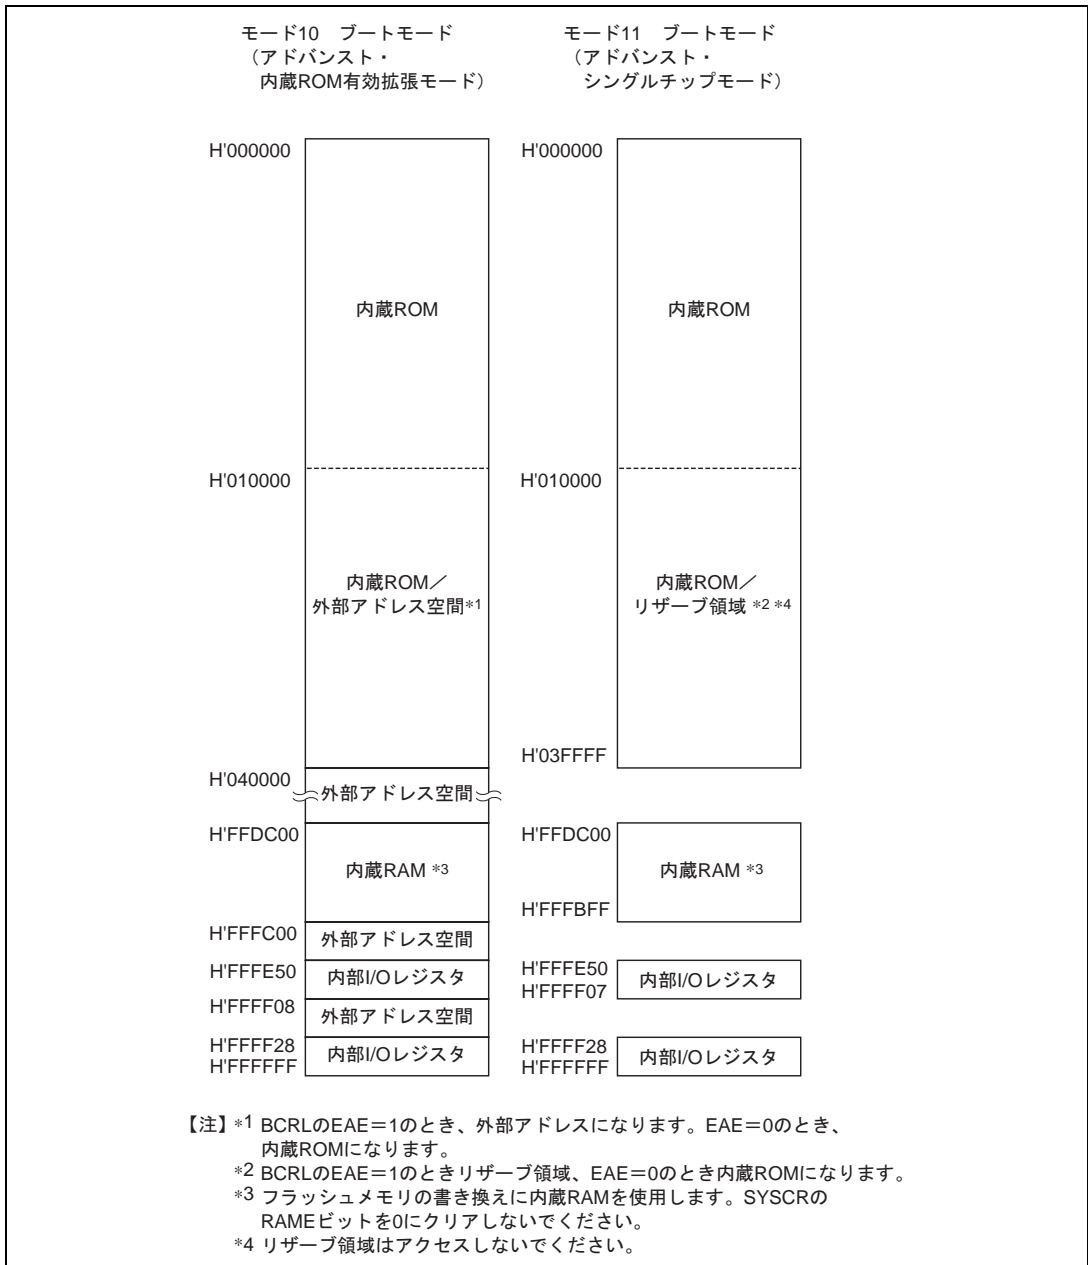 モード10　ブートモード
（アドバンスト・
内蔵ROM有効拡張モード）
H'000000
内蔵ROM
H'010000
内蔵ROM／
外部アドレス空間*1
H'040000
外部アドレス空間
H'FFDC00
内蔵RAM *3
H'FFFC00
外部アドレス空間
H'FFFE50
内部I/Oレジスタ
H'FFFF08
外部アドレス空間
H'FFFF28
内部I/Oレジスタ
H'FFFFFF
モード11　ブートモード
（アドバンスト・
シングルチップモード）
H'000000
内蔵ROM
H'010000
内蔵ROM／
リザーブ領域 *2 *4
H'03FFFF
H'FFDC00
内蔵RAM *3
H'FFFBFF
H'FFFE50
内部I/Oレジスタ
H'FFFF07
H'FFFF28
内部I/Oレジスタ
H'FFFFFF
【注】*1 BCRLのEAE＝1のとき、外部アドレスになります。EAE＝0のとき、
内蔵ROMになります。
*2 BCRLのEAE＝1のときリザーブ領域、EAE＝0のとき内蔵ROMになります。
*3 フラッシュメモリの書き換えに内蔵RAMを使用します。SYSCRの
RAMEビットを0にクリアしないでください。
*4 リザーブ領域はアクセスしないでください。